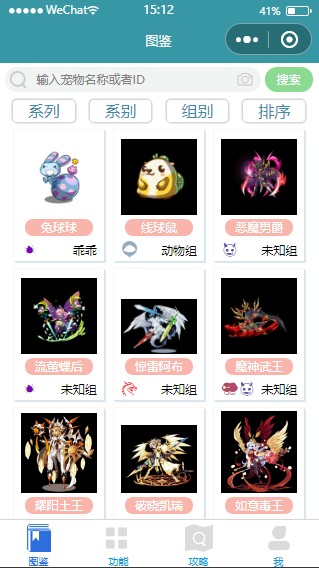 WeChat
15:12
41%
图鉴
输入宠物名称或者ID
搜索
系列 系别 组别 排序
兔球球 线球鼠 恶魔男爵
乖乖 动物组 未知组
流萤蝶后 惊雷阿布 魔神武王
未知组 未知组 未知组
耀阳土王 破晓凯瑞 如意毒王
图鉴 功能 攻略 我